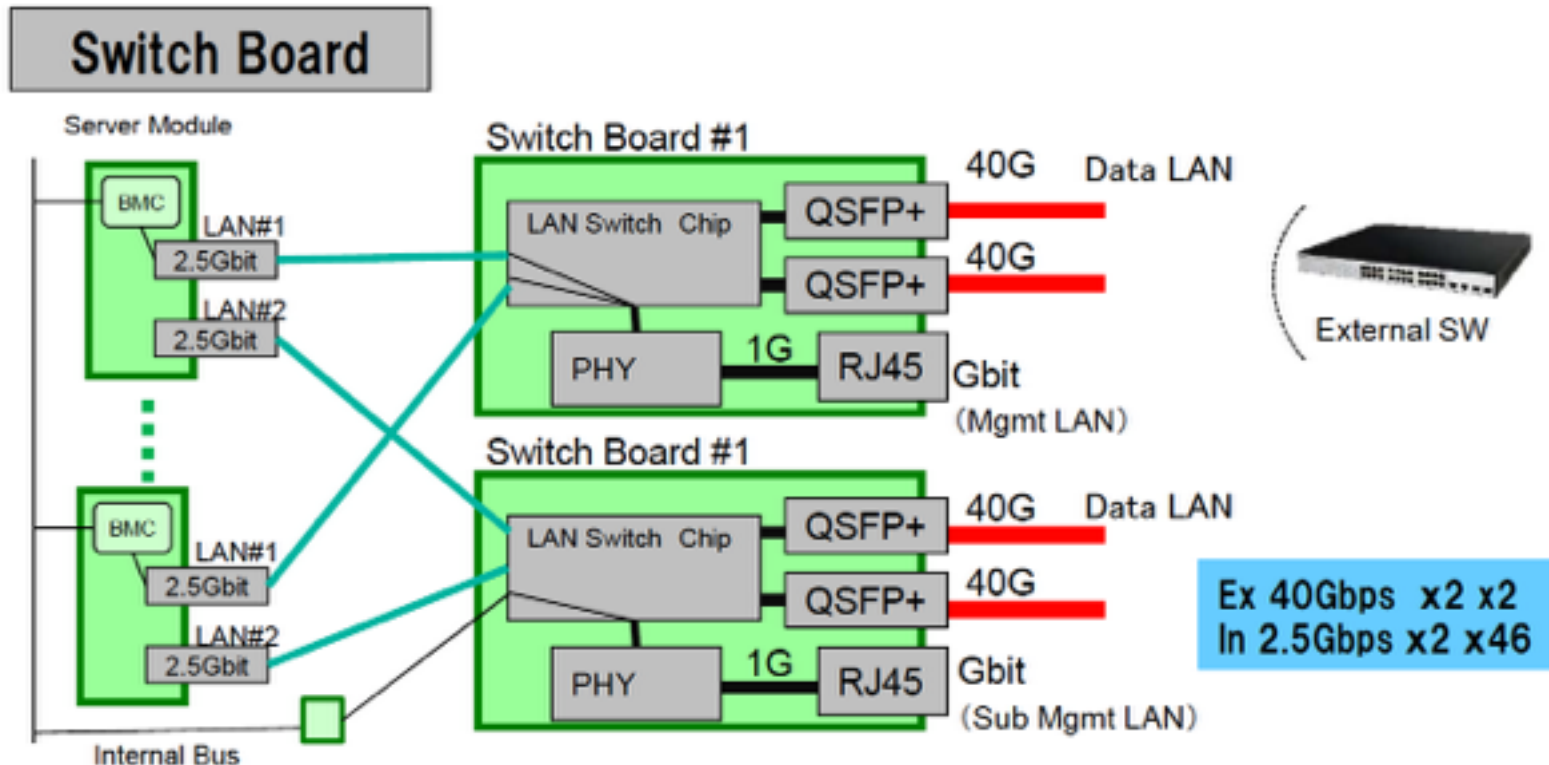 Switch Board
Server Module
BMC
LAN#1
2.5Gbit
LAN#2
2.5Gbit
BMC
LAN#1
2.5Gbit
LAN#2
2.5Gbit
Internal Bus
Switch Board #1
LAN Switch Chip
QSFP+
QSFP+
PHY
1G
RJ45
40G
Data LAN
40G
Gbit
(Mgmt LAN)
Switch Board #1
LAN Switch Chip
QSFP+
QSFP+
PHY
1G
RJ45
40G
Data LAN
40G
Gbit
(Sub Mgmt LAN)
External SW
Ex 40Gbps x2 x2
In 2.5Gbps x2 x46